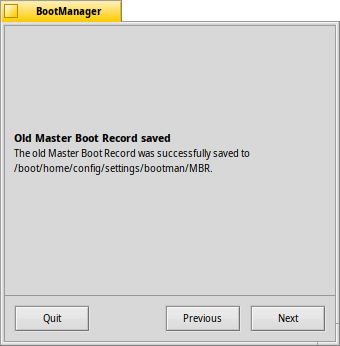 BootManager
Old Master Boot Record saved
The old Master Boot Record was successfully saved to
/boot/home/config/settings/bootman/MBR.
Quit
Previous
Next